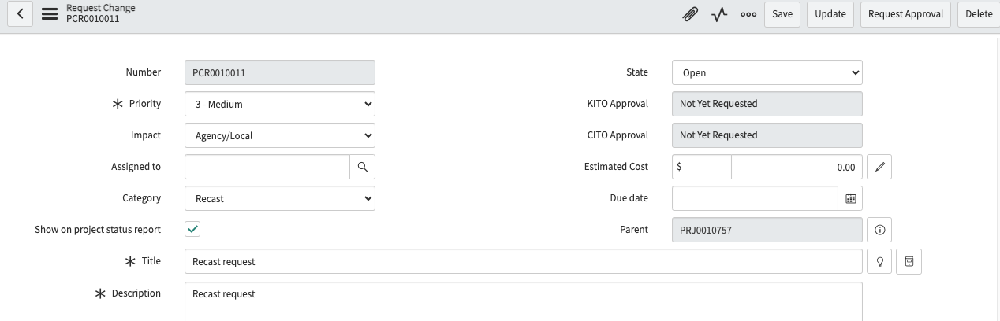 Request Change
PCR0010011
Save
Update
Request Approval
Delete
Number PCR0010011
State Open
Priority 3 - Medium
KITO Approval Not Yet Requested
Impact Agency/Local
CITO Approval Not Yet Requested
Assigned to
Estimated Cost $ 0.00
Category Recast
Due date
Show on project status report
Parent PRJ0010757
Title Recast request
Description Recast request